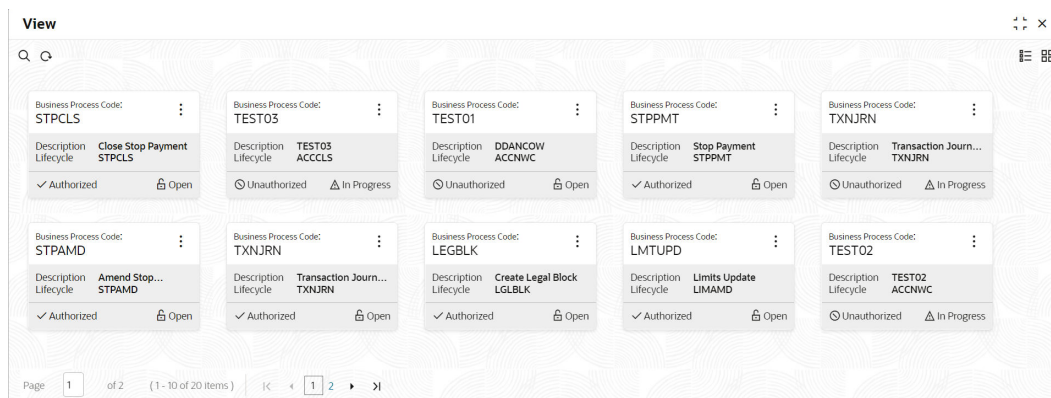 View
Business Process Code:
STPCLS
Description Close Stop Payment
Lifecycle STPCLS
Authorized Open
Business Process Code:
TEST03
Description TEST03
Lifecycle ACCCLS
Unauthorized In Progress
Business Process Code:
TEST01
Description DDANCOW
Lifecycle ACCNWC
Unauthorized Open
Business Process Code:
STPPMT
Description Stop Payment
Lifecycle STPPMT
Authorized Open
Business Process Code:
TXNJRN
Description Transaction Journ...
Lifecycle TXNJRN
Unauthorized In Progress
Business Process Code:
STPAMD
Description Amend Stop...
Lifecycle STPAMD
Authorized Open
Business Process Code:
TXNJRN
Description Transaction Journ...
Lifecycle TXNJRN
Authorized Open
Business Process Code:
LEGBLK
Description Create Legal Block
Lifecycle LGLBLK
Authorized Open
Business Process Code:
LMTUPD
Description Limits Update
Lifecycle LIMAMD
Authorized Open
Business Process Code:
TEST02
Description TEST02
Lifecycle ACCNWC
Unauthorized In Progress
Page 1 of 2 (1 - 10 of 20 items) 1 2